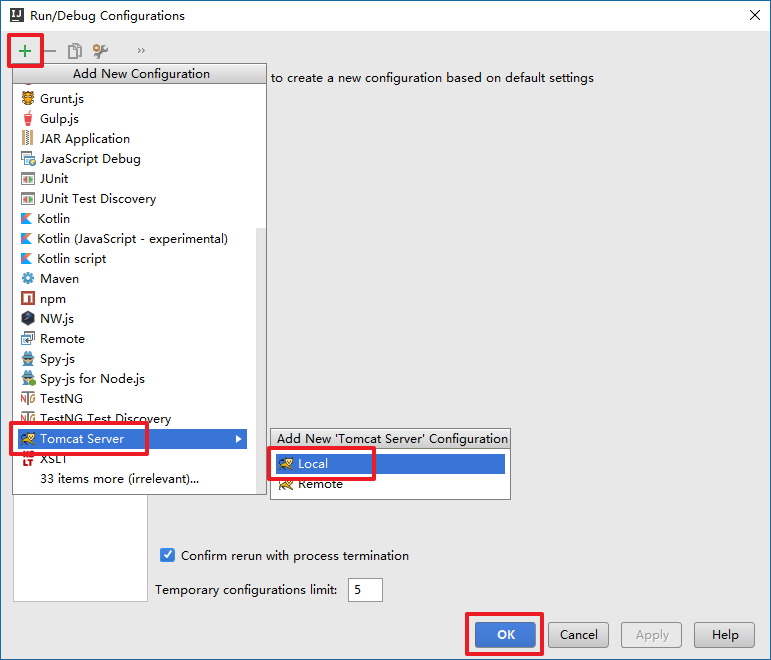 Run/Debug Configurations
Add New Configuration
to create a new configuration based on default settings
Grunt.js
Gulp.js
JAR Application
JavaScript Debug
JUnit
JUnit Test Discovery
Kotlin
Kotlin (JavaScript - experimental)
Kotlin script
Maven
npm
NW.js
Remote
Spy-js
Spy-js for Node.js
TestNG
TestNG Test Discovery
Tomcat Server
XSLT
33 items more (irrelevant)...
Add New 'Tomcat Server' Configuration
Local
Remote
Confirm rerun with process termination
Temporary configurations limit: 5
OK Cancel Apply Help